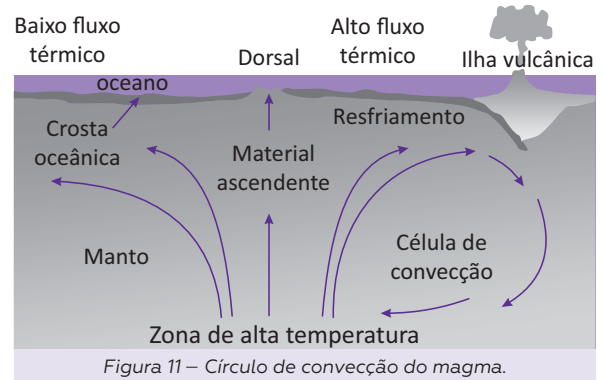 Baixo fluxo
térmico
Dorsal
Alto fluxo
térmico
Ilha vulcânica
oceano
Crosta
oceânica
Material
ascendente
Resfriamento
Manto
Célula de
convecção
Zona de alta temperatura
Figura 11 – Círculo de convecção do magma.